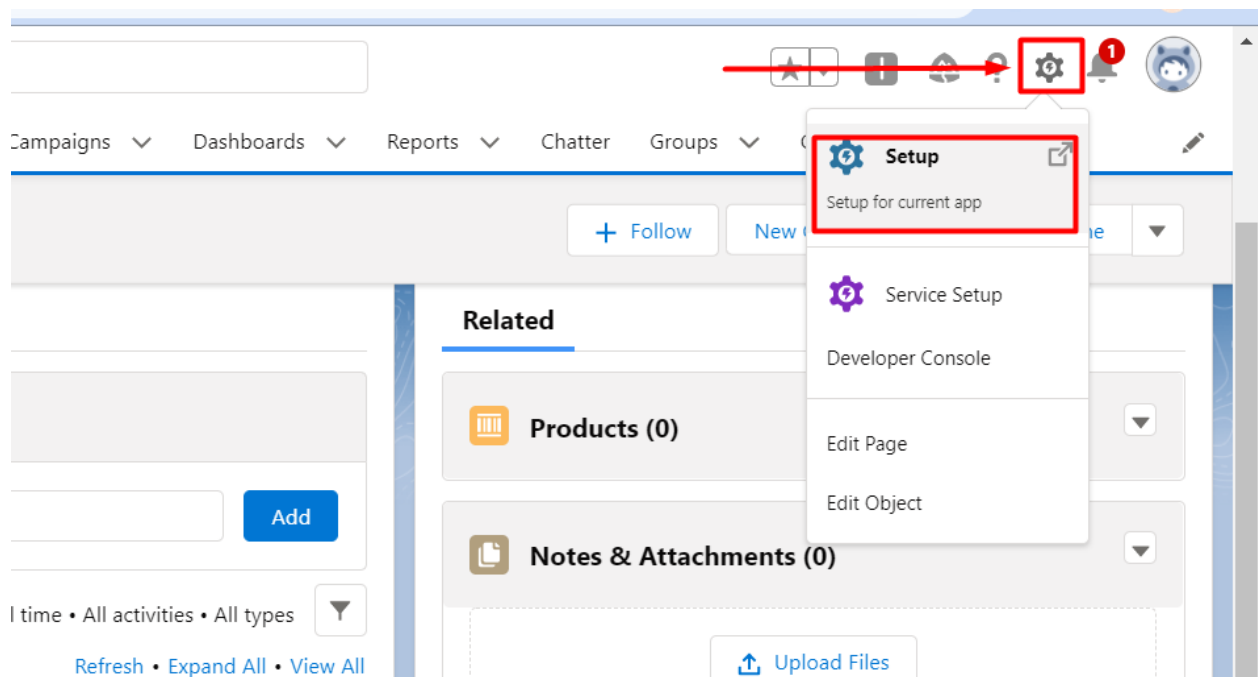 1
Campaigns Dashboards Reports Chatter Groups
Setup
Setup for current app
+ Follow
New
Service Setup
Related
Developer Console
Products (0)
Edit Page
Edit Object
Add
Notes & Attachments (0)
time • All activities • All types
Refresh • Expand All • View All
Upload Files